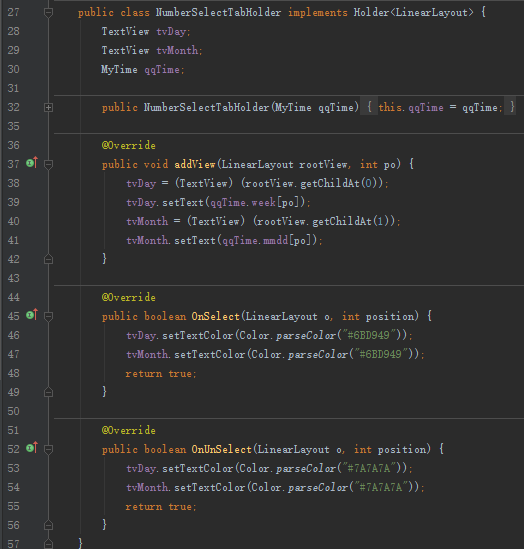 27 public class NumberSelectTabHolder implements Holder<LinearLayout> {
28 TextView tvDay;
29 TextView tvMonth;
30 MyTime qqTime;
31
32 public NumberSelectTabHolder(MyTime qqTime) { this.qqTime = qqTime; }
35
36 @Override
37 public void addView(LinearLayout rootView, int po) {
38 tvDay = (TextView) (rootView.getChildAt(0));
39 tvDay.setText(qqTime.week[po]);
40 tvMonth = (TextView) (rootView.getChildAt(1));
41 tvMonth.setText(qqTime.mmdd[po]);
42 }
43
44 @Override
45 public boolean OnSelect(LinearLayout o, int position) {
46 tvDay.setTextColor(Color.parseColor("#6BD949"));
47 tvMonth.setTextColor(Color.parseColor("#6BD949"));
48 return true;
49 }
50
51 @Override
52 public boolean OnUnSelect(LinearLayout o, int position) {
53 tvDay.setTextColor(Color.parseColor("#7A7A7A"));
54 tvMonth.setTextColor(Color.parseColor("#7A7A7A"));
55 return true;
56 }
57 }